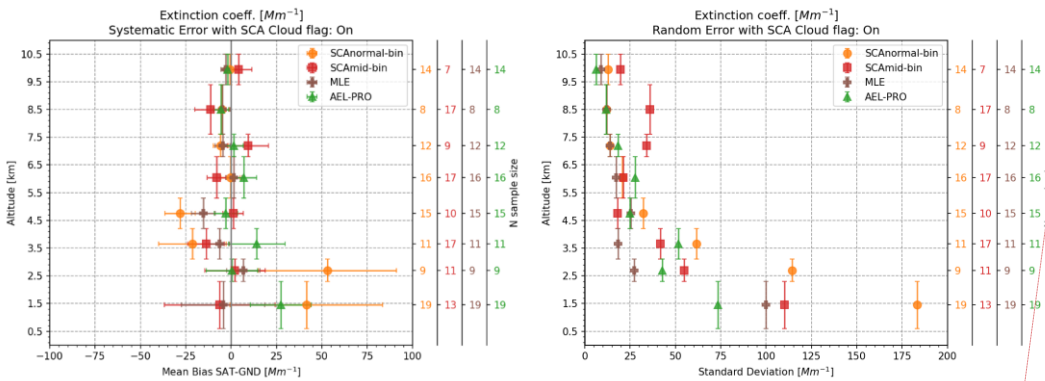 Extinction coeff. [Mm⁻¹]
Systematic Error with SCA Cloud flag: On
SCAnormal-bin
SCAmid-bin
MLE
AEL-PRO
10.5
9.5
8.5
7.5
6.5
5.5
4.5
3.5
2.5
1.5
0.5
Altitude [km]
−100 −75 −50 −25 0 25 50 75 100
Mean Bias SAT-GND [Mm⁻¹]
14 7 14 14
8 17 8 8
12 9 12 12
16 17 16 16
15 10 15 15
11 17 11 11
9 11 9 9
19 13 19 19
N sample size
Extinction coeff. [Mm⁻¹]
Random Error with SCA Cloud flag: On
SCAnormal-bin
SCAmid-bin
MLE
AEL-PRO
10.5
9.5
8.5
7.5
6.5
5.5
4.5
3.5
2.5
1.5
0.5
Altitude [km]
0 25 50 75 100 125 150 175 200
Standard Deviation [Mm⁻¹]
14 7 14 14
8 17 8 8
12 9 12 12
16 17 16 16
15 10 15 15
11 17 11 11
9 11 9 9
19 13 19 19